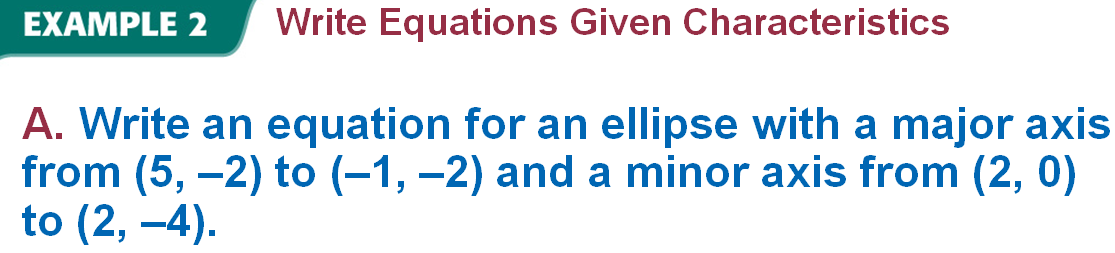 EXAMPLE 2 Write Equations Given Characteristics
A. Write an equation for an ellipse with a major axis
from (5, –2) to (–1, –2) and a minor axis from (2, 0)
to (2, –4).